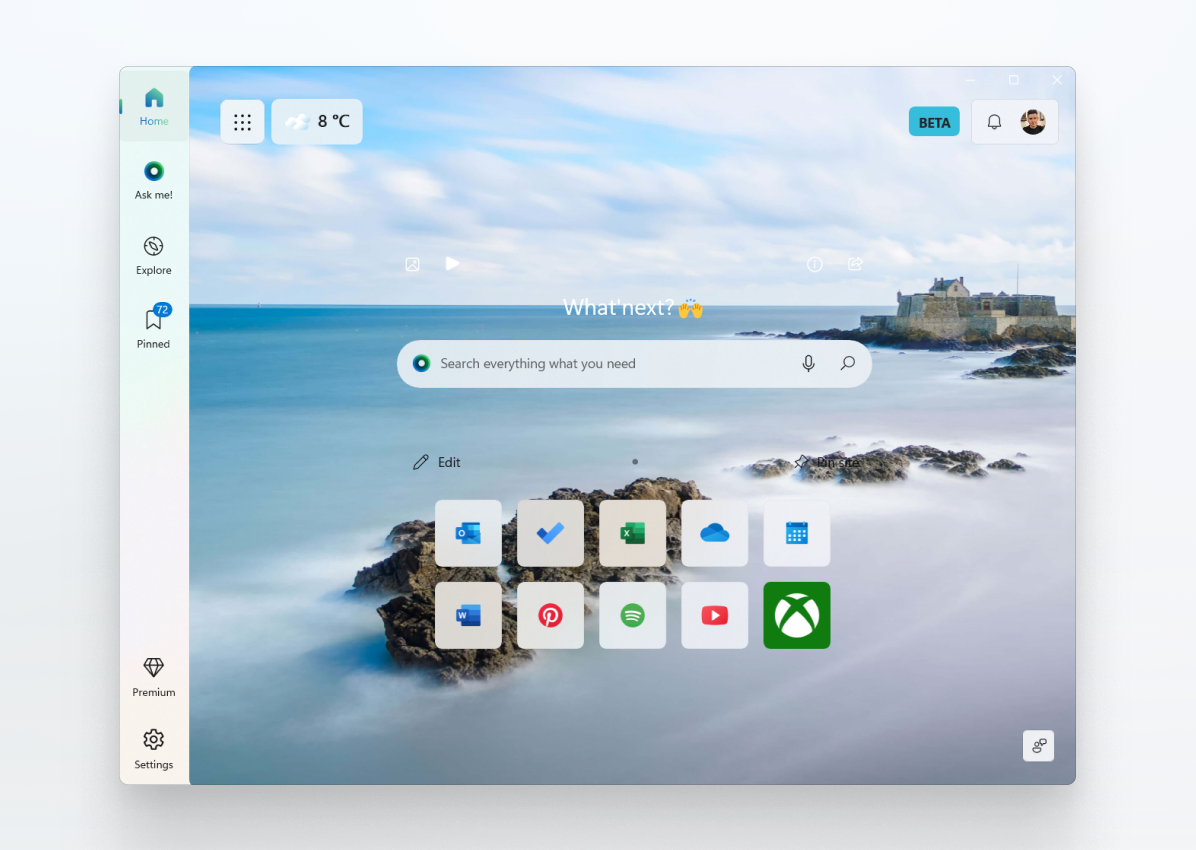 Home
Ask me!
Explore
72
Pinned
Premium
Settings
8 °C
BETA
What'next? 🙌
Search everything what you need
Edit
Pin site